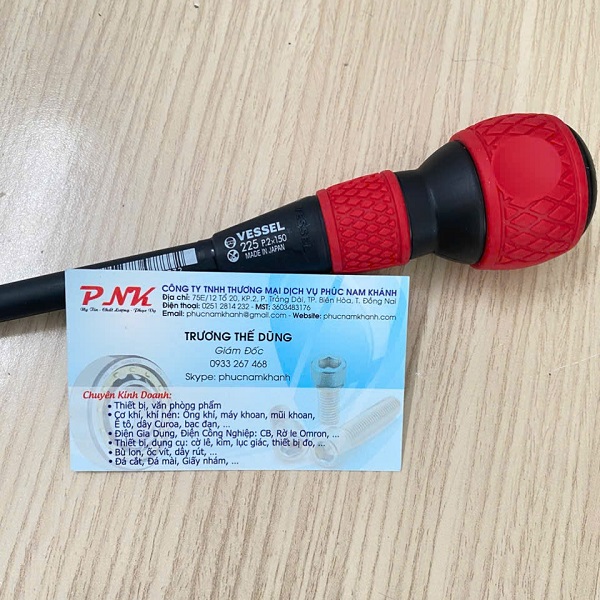 VESSEL
225 P.2×150
MADE IN JAPAN
PNK
Uy Tín - Chất Lượng - Phục Vụ
CÔNG TY TNHH THƯƠNG MẠI DỊCH VỤ PHÚC NAM KHÁNH
Địa chỉ: 75E/12 Tổ 20, KP.2, P. Trảng Dài, TP. Biên Hòa, T. Đồng Nai
Điện thoại: 0251 2814 232 - MST: 3603483176
Email: phucnamkhanh@gmail.com - Website: phucnamkhanh.com
TRƯƠNG THẾ DŨNG
Giám Đốc
0933 267 468
Skype: phucnamkhanh
Chuyên Kinh Doanh:
• Thiết bị, văn phòng phẩm
• Cơ khí, khí nén: Ống khí, máy khoan, mũi khoan,
Ê tô, dây Curoa, bạc đạn, ...
• Điện Gia Dụng, Điện Công Nghiệp: CB, Rờ le Omron, ...
• Thiết bị, dụng cụ: cờ lê, kìm, lục giác, thiết bị đo, ...
• Bù lon, ốc vít, dây rút, ...
• Đá cắt, Đá mài, Giấy nhám, ...